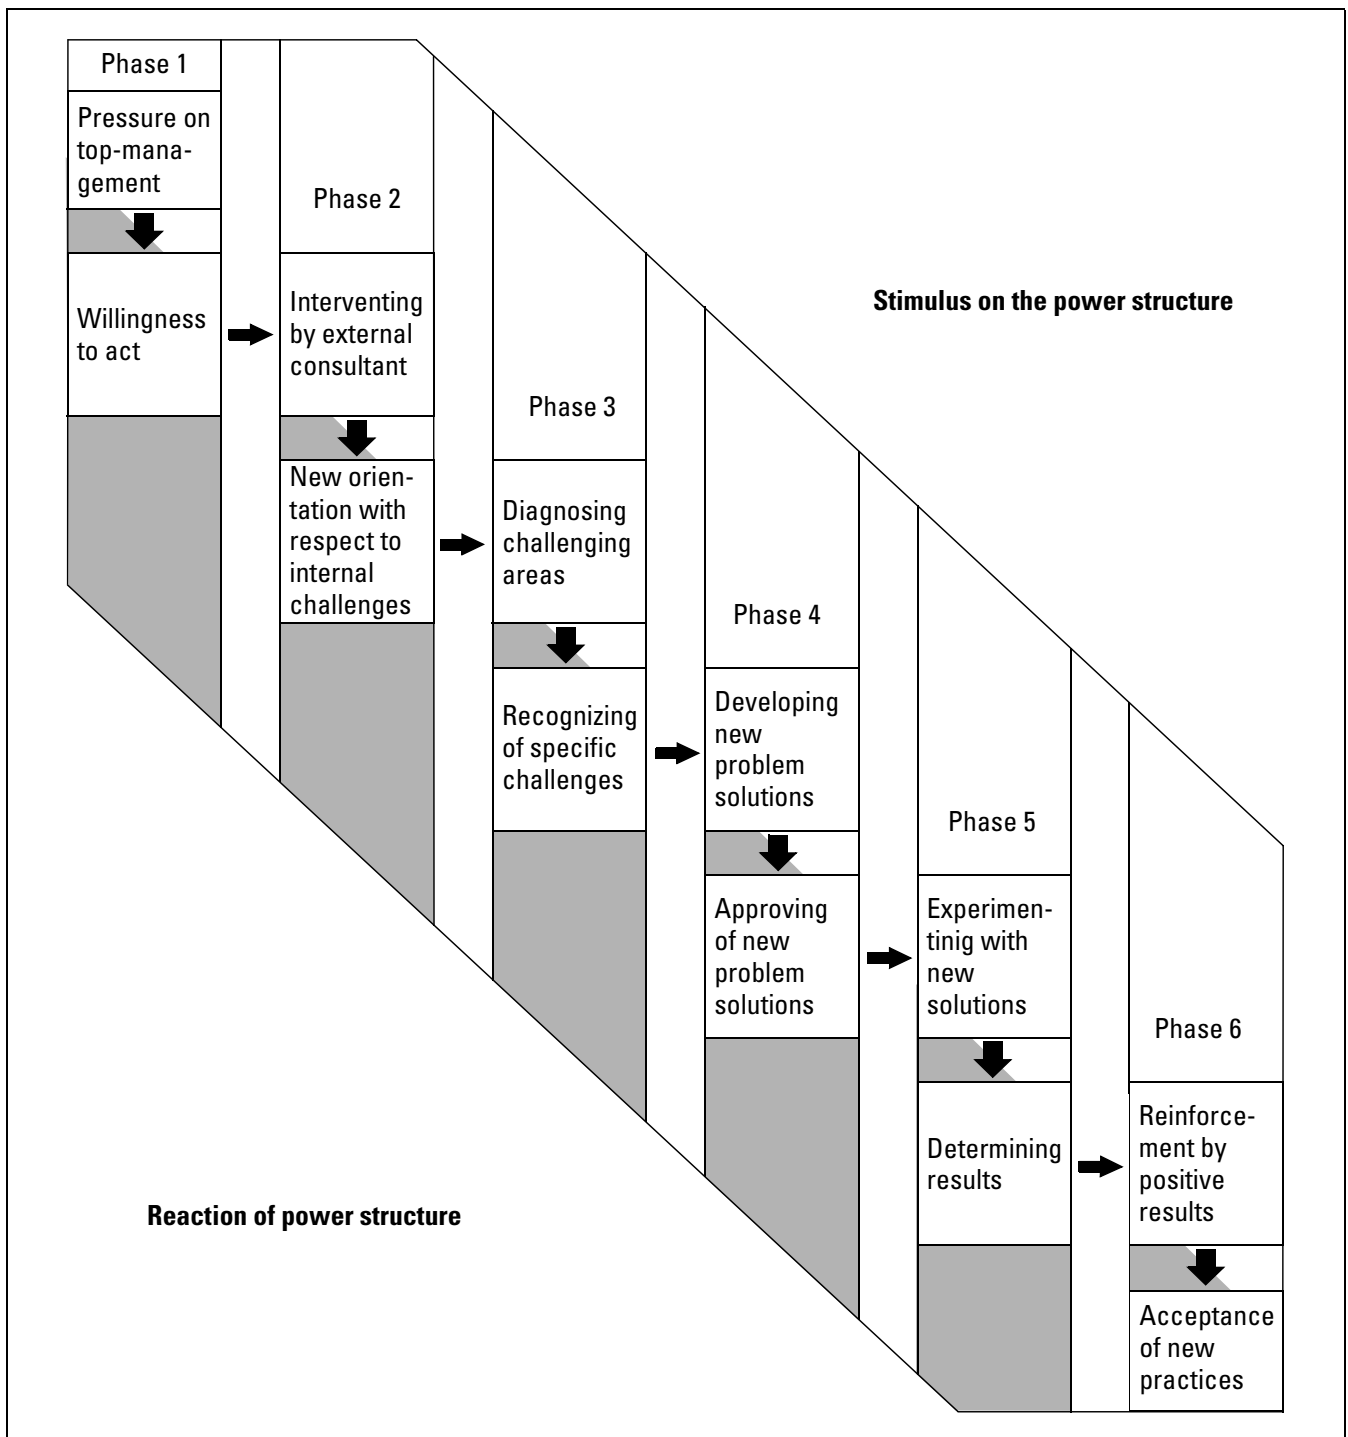 Phase 1
Pressure on
top-mana-
gement
Willingness
to act
Phase 2
Interventing
by external
consultant
New orien-
tation with
respect to
internal
challenges
Phase 3
Diagnosing
challenging
areas
Recognizing
of specific
challenges
Phase 4
Developing
new
problem
solutions
Approving
of new
problem
solutions
Phase 5
Experimen-
tinig with
new
solutions
Determining
results
Phase 6
Reinforce-
ment by
positive
results
Acceptance
of new
practices
Stimulus on the power structure
Reaction of power structure